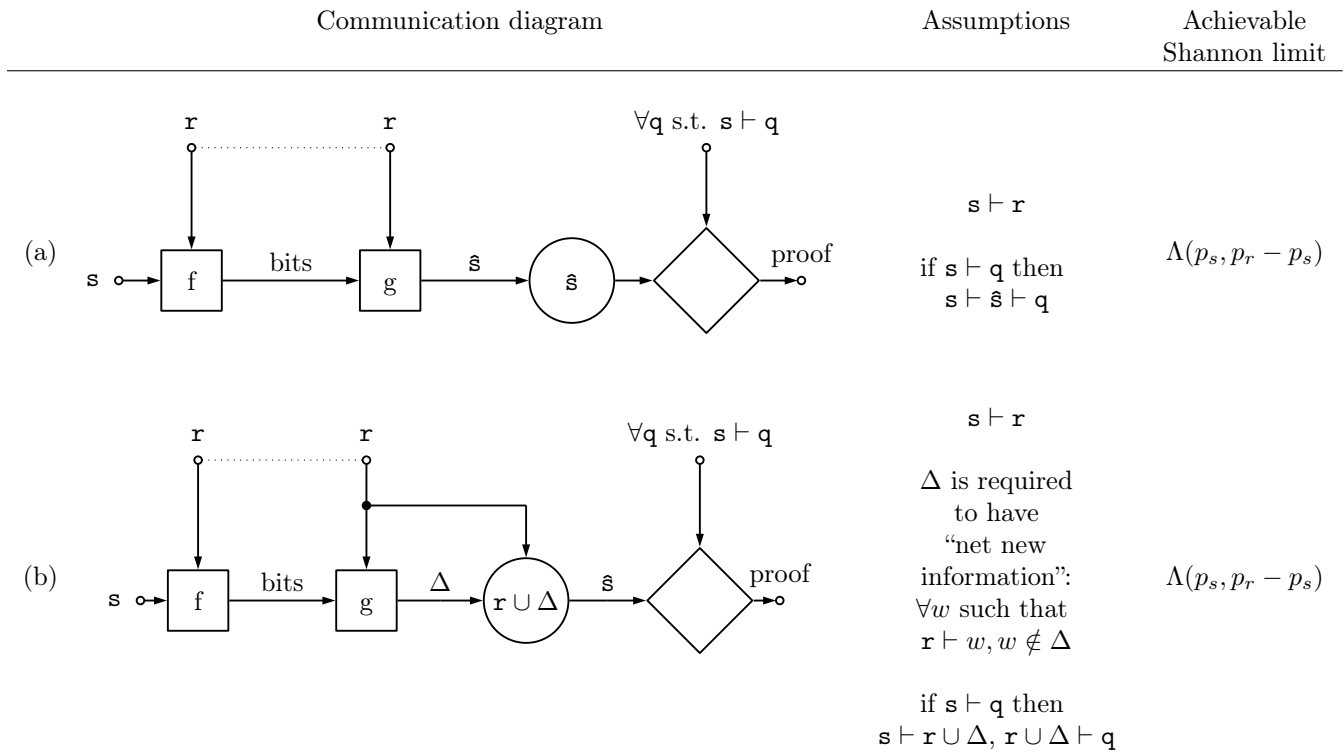 Communication diagram Assumptions Achievable
Shannon limit
r r ∀q s.t. s ⊢ q
s ⊢ r
(a) s f bits g ŝ ŝ proof Λ(p_s, p_r − p_s)
if s ⊢ q then
s ⊢ ŝ ⊢ q
s ⊢ r
r r ∀q s.t. s ⊢ q
Δ is required
to have
“net new
information”:
(b) s f bits g Δ r ∪ Δ ŝ proof Λ(p_s, p_r − p_s)
∀w such that
r ⊢ w, w ∉ Δ
if s ⊢ q then
s ⊢ r ∪ Δ, r ∪ Δ ⊢ q